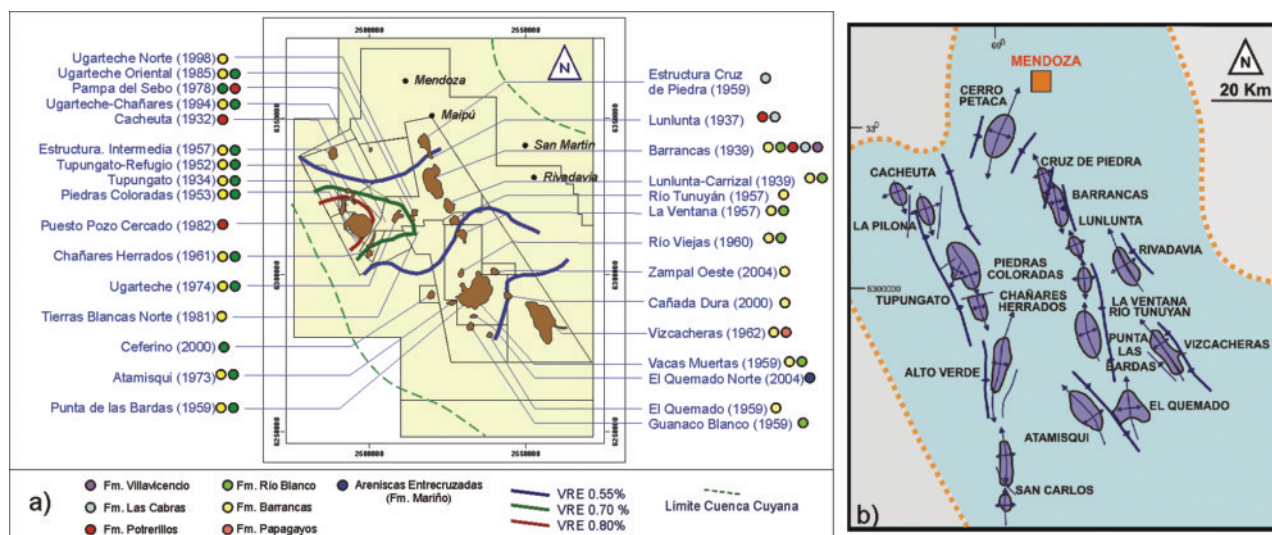 a)
Ugarteche Norte (1998)
Ugarteche Oriental (1985)
Pampa del Sebo (1978)
Ugarteche-Chañares (1994)
Cacheuta (1932)
Estructura. Intermedia (1957)
Tupungato-Refugio (1952)
Tupungato (1934)
Piedras Coloradas (1953)
Puesto Pozo Cercado (1982)
Chañares Herrados (1961)
Ugarteche (1974)
Tierras Blancas Norte (1981)
Ceferino (2000)
Atamisqui (1973)
Punta de las Bardas (1959)
2500000
2550000
6350000
6350000
6300000
6300000
6250000
6250000
2500000
2550000
N
Mendoza
Maipú
San Martin
Rivadavia
Estructura Cruz
de Piedra (1959)
Lunlunta (1937)
Barrancas (1939)
Lunlunta-Carrizal (1939)
Río Tunuyán (1957)
La Ventana (1957)
Río Viejas (1960)
Zampal Oeste (2004)
Cañada Dura (2000)
Vizcacheras (1962)
Vacas Muertas (1959)
El Quemado Norte (2004)
El Quemado (1959)
Guanaco Blanco (1959)
a)
Fm. Villavicencio
Fm. Las Cabras
Fm. Potrerillos
Fm. Río Blanco
Fm. Barrancas
Fm. Papagayos
Areniscas Entrecruzadas
(Fm. Mariño)
VRE 0.55%
VRE 0.70 %
VRE 0.80%
Límite Cuenca Cuyana
b)
69⁰
33⁰
6300000
N
20 Km
MENDOZA
CERRO
PETACA
CRUZ DE PIEDRA
CACHEUTA
BARRANCAS
LUNLUNTA
LA PILONA
RIVADAVIA
PIEDRAS
COLORADAS
TUPUNGATO
CHAÑARES
HERRADOS
LA VENTANA
RIO TUNUYAN
PUNTA
LAS
BARDAS
VIZCACHERAS
ALTO VERDE
EL QUEMADO
ATAMISQUI
SAN CARLOS